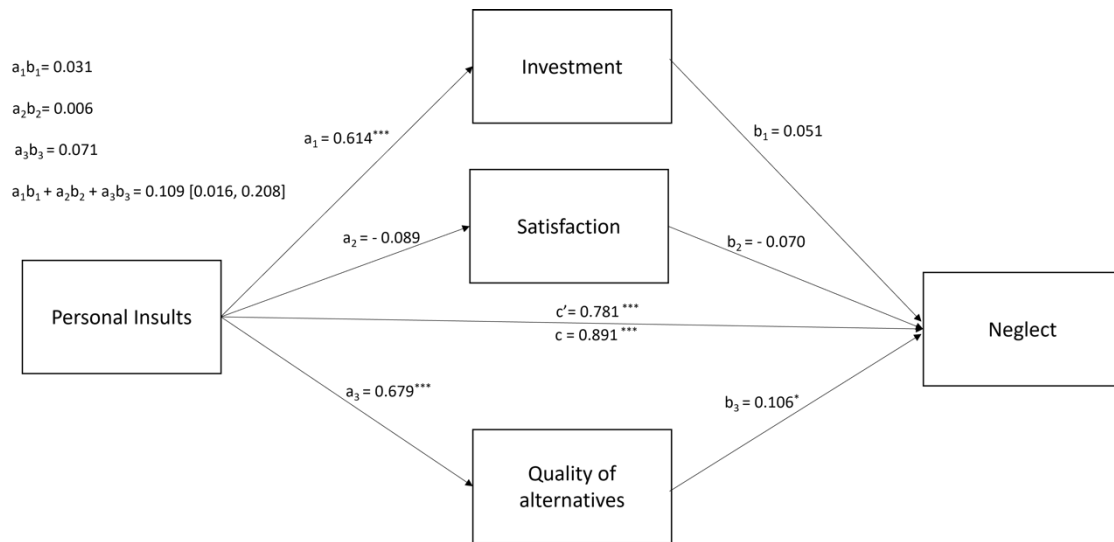 a₁b₁= 0.031
a₂b₂= 0.006
a₃b₃= 0.071
a₁b₁ + a₂b₂ + a₃b₃ = 0.109 [0.016, 0.208]
Investment
a₁ = 0.614***
b₁ = 0.051
Satisfaction
a₂ = - 0.089
b₂ = - 0.070
Personal Insults
c’= 0.781 ***
c = 0.891 ***
Neglect
a₃ = 0.679***
b₃ = 0.106*
Quality of
alternatives